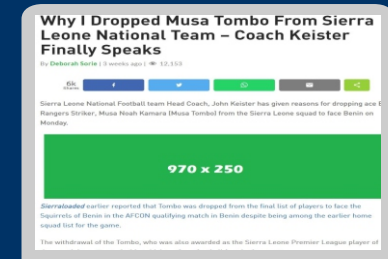 Why I Dropped Musa Tombo From Sierra
Leone National Team – Coach Keister
Finally Speaks
By Deborah Sorie | 3 weeks ago | 12,153
6k
Shares
Sierra Leone National Football team Head Coach, John Keister has given reasons for dropping ace E
Rangers Striker, Musa Noah Kamara (Musa Tombo) from the Sierra Leone squad to face Benin on
Monday.
970 x 250
Sierraloaded earlier reported that Tombo was dropped from the final list of players to face the
Squirrels of Benin in the AFCON qualifying match in Benin despite being among the earlier home
squad list for the game.
The withdrawal of the Tombo, who was also awarded as the Sierra Leone Premier League player of